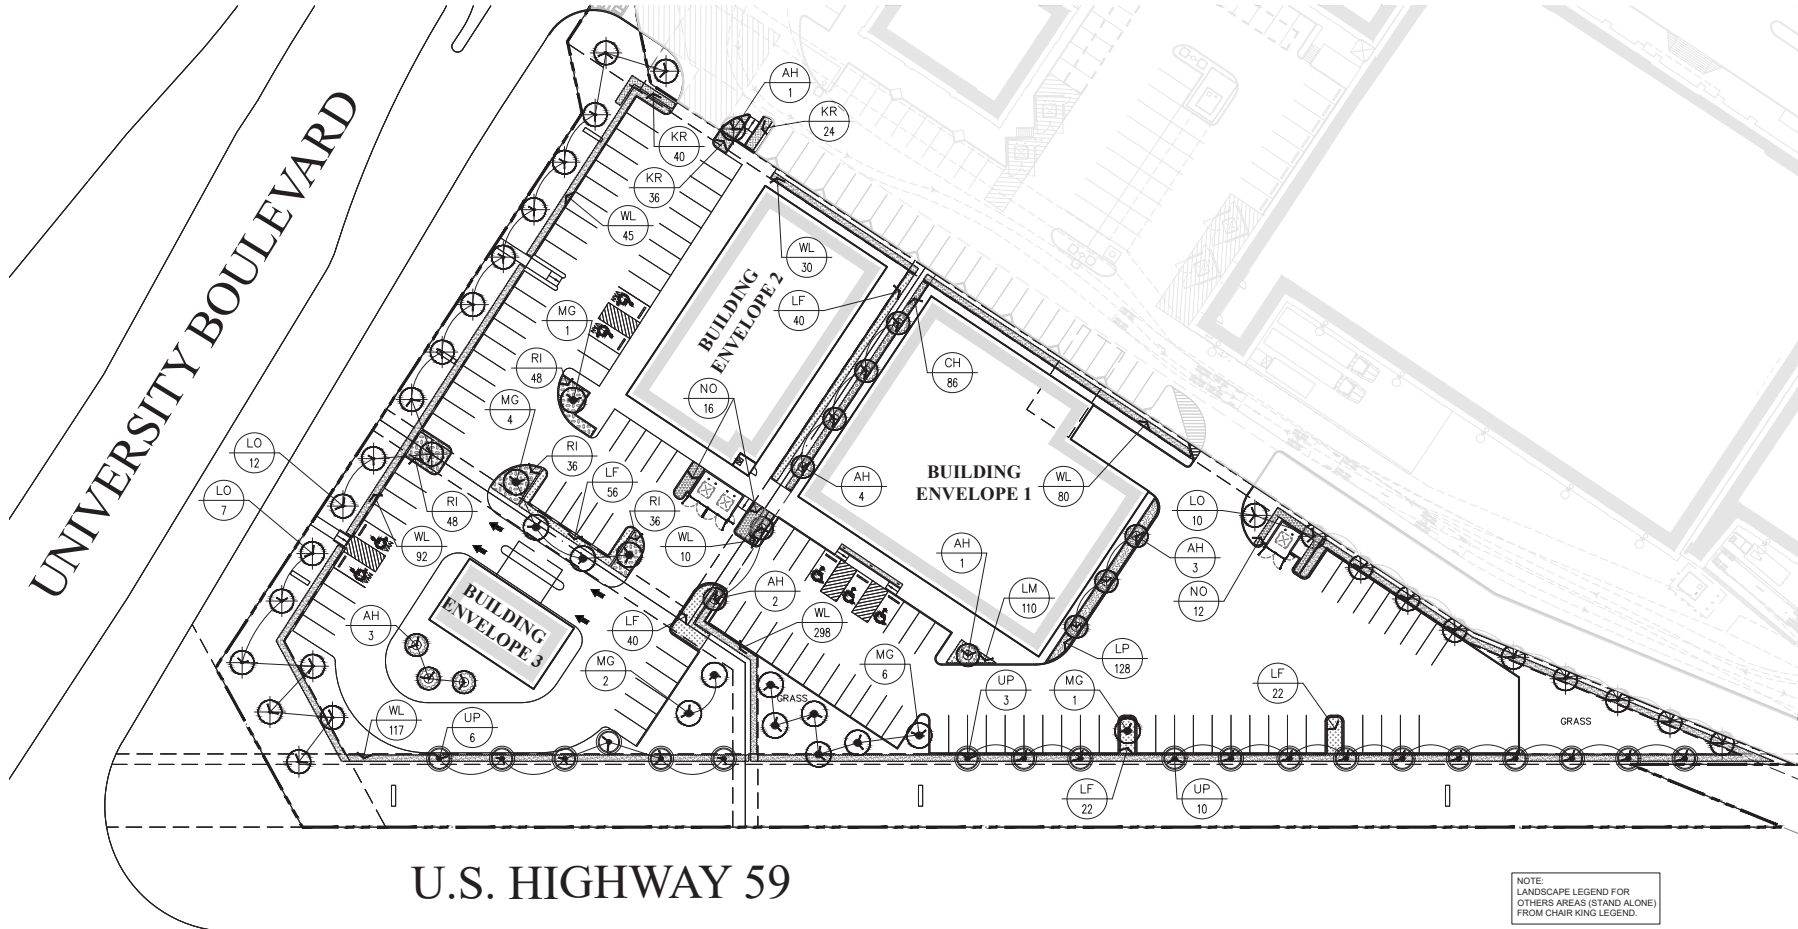 UNIVERSITY BOULEVARD
AH
1
KR
24
KR
40
KR
36
WL
45
WL
30
LF
40
BUILDING
ENVELOPE 2
MG
1
RI
48
MG
4
NO
16
CH
86
LO
12
LO
7
RI
36
LF
56
RI
36
RI
48
WL
92
WL
10
AH
4
BUILDING
ENVELOPE 1
WL
80
LO
10
AH
3
NO
12
AH
1
LM
110
AH
2
WL
298
LF
40
BUILDING
ENVELOPE 3
AH
3
MG
2
MG
6
UP
3
MG
1
LP
128
LF
22
GRASS
GRASS
WL
117
UP
6
LF
22
UP
10
U.S. HIGHWAY 59
NOTE:
LANDSCAPE LEGEND FOR
OTHERS AREAS (STAND ALONE)
FROM CHAIR KING LEGEND.